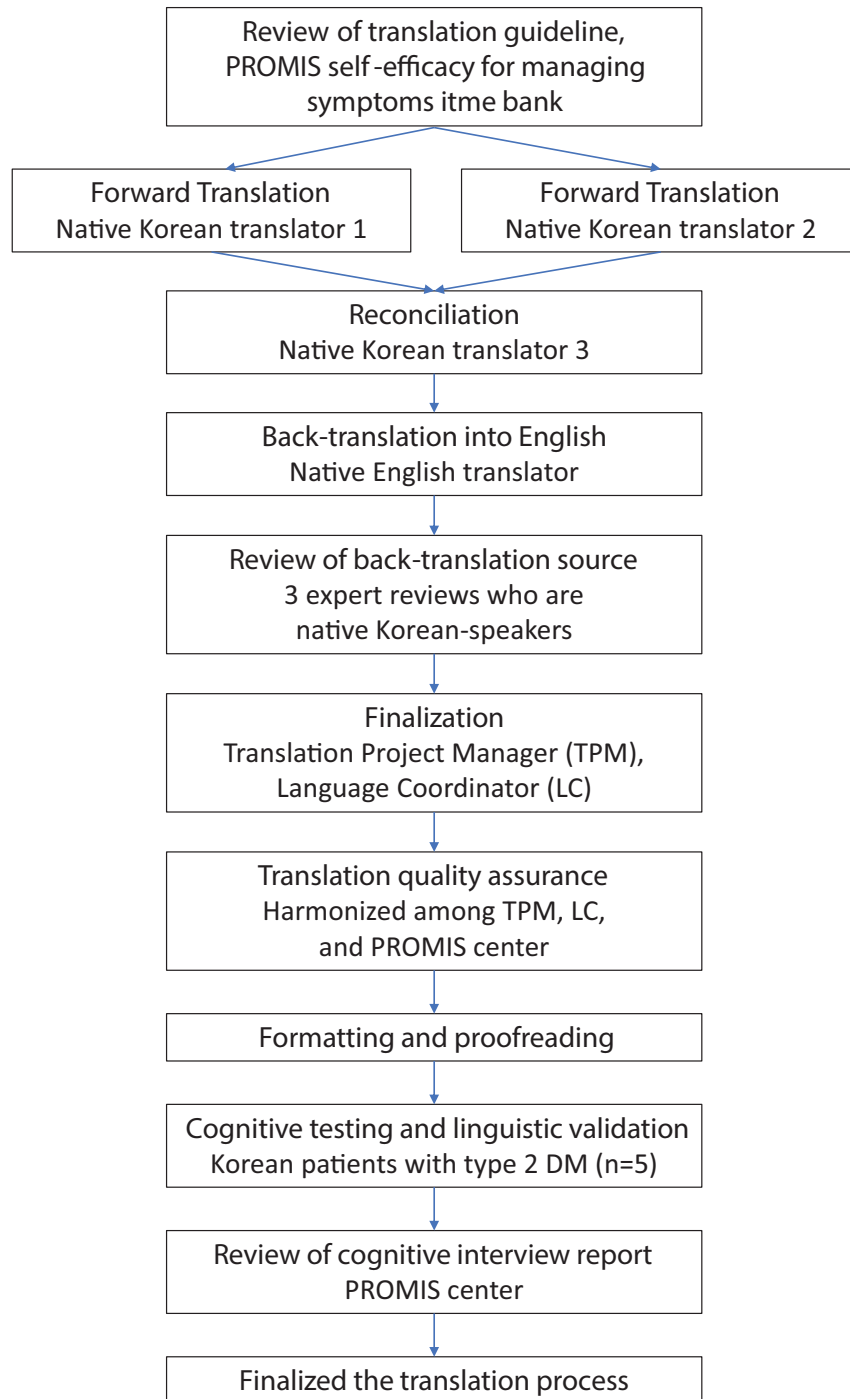 Review of translation guideline,
PROMIS self-efficacy for managing
symptoms itme bank
Forward Translation
Native Korean translator 1
Forward Translation
Native Korean translator 2
Reconciliation
Native Korean translator 3
Back-translation into English
Native English translator
Review of back-translation source
3 expert reviews who are
native Korean-speakers
Finalization
Translation Project Manager (TPM),
Language Coordinator (LC)
Translation quality assurance
Harmonized among TPM, LC,
and PROMIS center
Formatting and proofreading
Cognitive testing and linguistic validation
Korean patients with type 2 DM (n=5)
Review of cognitive interview report
PROMIS center
Finalized the translation process